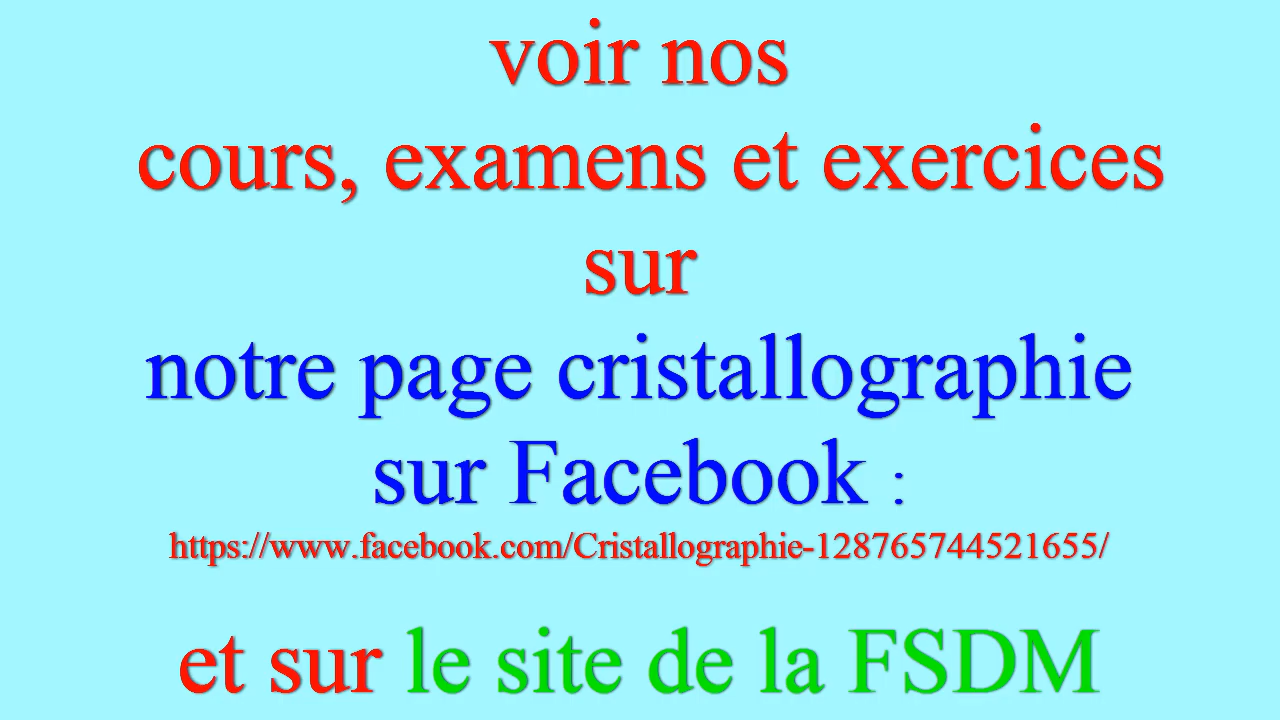 voir nos
cours, examens et exercices
sur
notre page cristallographie
sur Facebook :
https://www.facebook.com/Cristallographie-128765744521655/
et sur le site de la FSDM